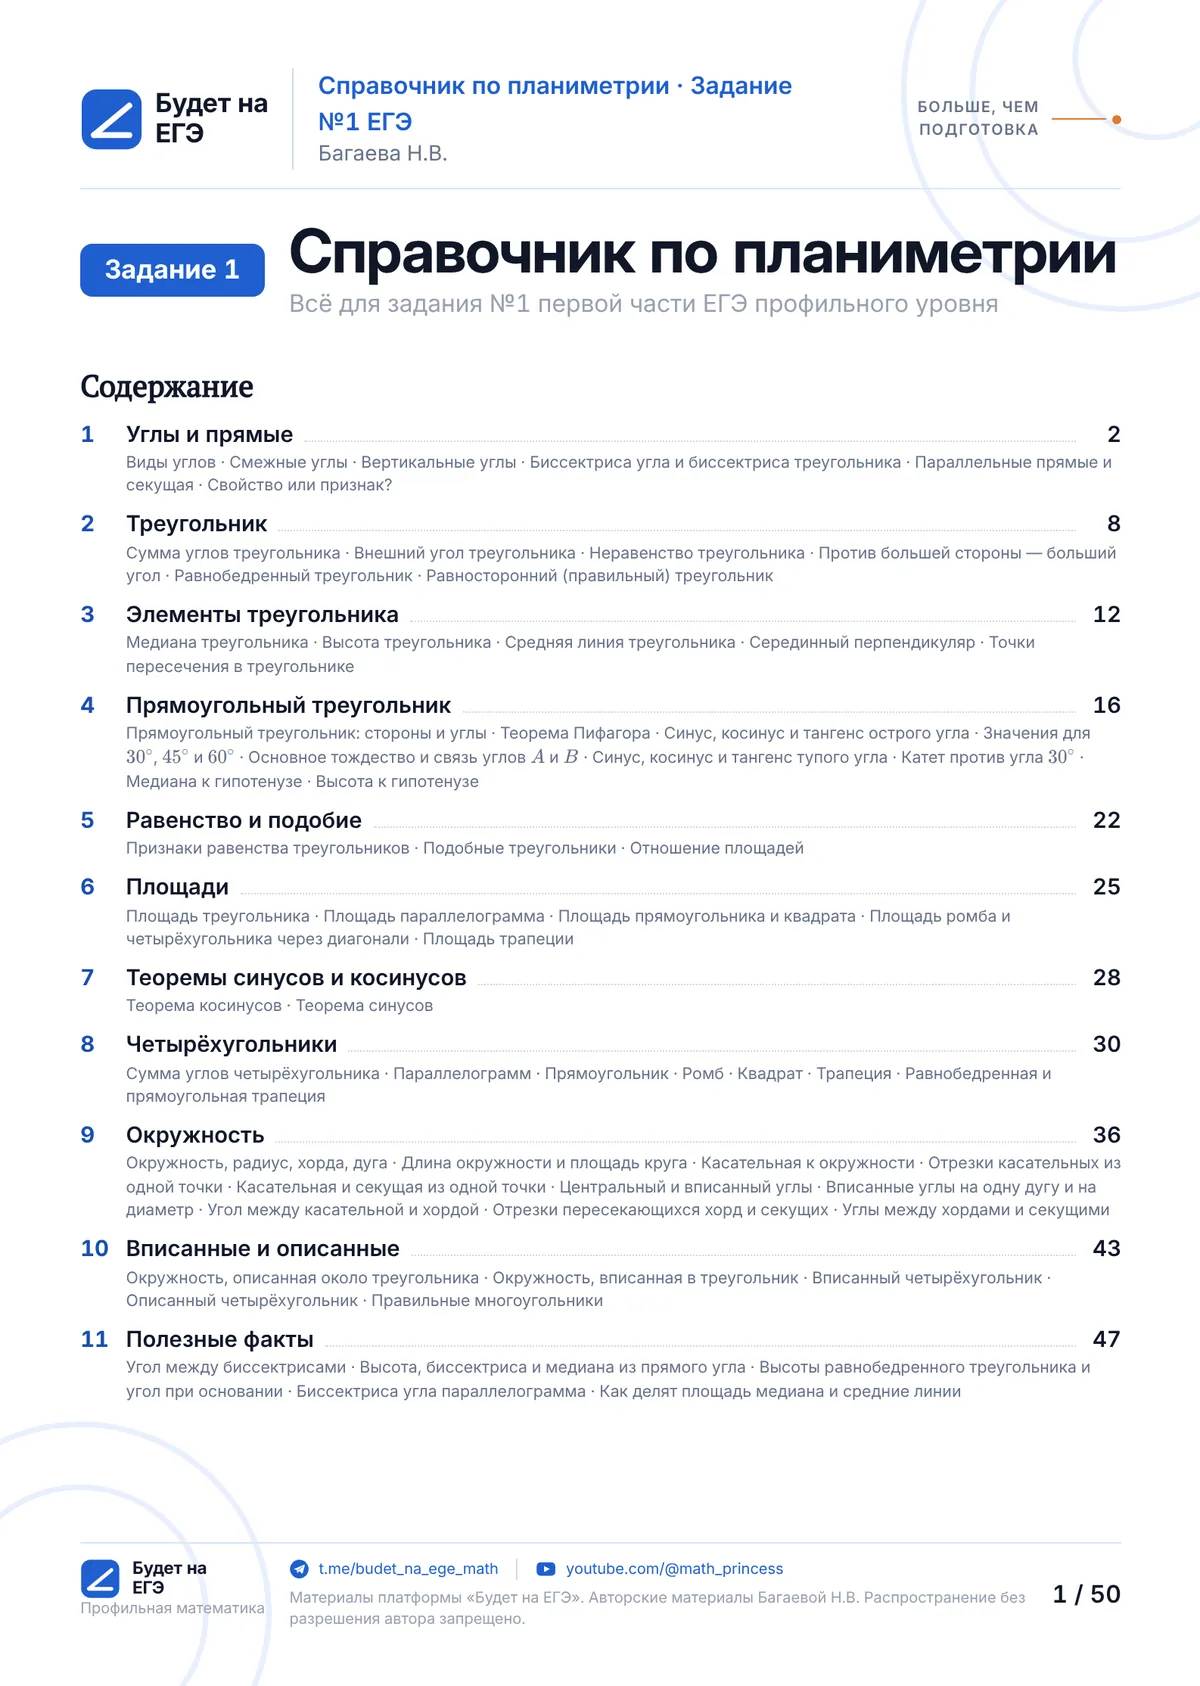 Будет на
ЕГЭ
Справочник по планиметрии · Задание
№1 ЕГЭ
Багаева Н.В.
БОЛЬШЕ, ЧЕМ
ПОДГОТОВКА
Задание 1
Справочник по планиметрии
Всё для задания №1 первой части ЕГЭ профильного уровня
Содержание
1 Углы и прямые 2
Виды углов · Смежные углы · Вертикальные углы · Биссектриса угла и биссектриса треугольника · Параллельные прямые и
секущая · Свойство или признак?
2 Треугольник 8
Сумма углов треугольника · Внешний угол треугольника · Неравенство треугольника · Против большей стороны — больший
угол · Равнобедренный треугольник · Равносторонний (правильный) треугольник
3 Элементы треугольника 12
Медиана треугольника · Высота треугольника · Средняя линия треугольника · Серединный перпендикуляр · Точки
пересечения в треугольнике
4 Прямоугольный треугольник 16
Прямоугольный треугольник: стороны и углы · Теорема Пифагора · Синус, косинус и тангенс острого угла · Значения для
30°, 45° и 60° · Основное тождество и связь углов A и B · Синус, косинус и тангенс тупого угла · Катет против угла 30° ·
Медиана к гипотенузе · Высота к гипотенузе
5 Равенство и подобие 22
Признаки равенства треугольников · Подобные треугольники · Отношение площадей
6 Площади 25
Площадь треугольника · Площадь параллелограмма · Площадь прямоугольника и квадрата · Площадь ромба и
четырёхугольника через диагонали · Площадь трапеции
7 Теоремы синусов и косинусов 28
Теорема косинусов · Теорема синусов
8 Четырёхугольники 30
Сумма углов четырёхугольника · Параллелограмм · Прямоугольник · Ромб · Квадрат · Трапеция · Равнобедренная и
прямоугольная трапеция
9 Окружность 36
Окружность, радиус, хорда, дуга · Длина окружности и площадь круга · Касательная к окружности · Отрезки касательных из
одной точки · Касательная и секущая из одной точки · Центральный и вписанный углы · Вписанные углы на одну дугу и на
диаметр · Угол между касательной и хордой · Отрезки пересекающихся хорд и секущих · Углы между хордами и секущими
10 Вписанные и описанные 43
Окружность, описанная около треугольника · Окружность, вписанная в треугольник · Вписанный четырёхугольник ·
Описанный четырёхугольник · Правильные многоугольники
11 Полезные факты 47
Угол между биссектрисами · Высота, биссектриса и медиана из прямого угла · Высоты равнобедренного треугольника и
угол при основании · Биссектриса угла параллелограмма · Как делят площадь медиана и средние линии
Будет на
ЕГЭ
Профильная математика
t.me/budet_na_ege_math
youtube.com/@math_princess
Материалы платформы «Будет на ЕГЭ». Авторские материалы Багаевой Н.В. Распространение без
разрешения автора запрещено.
1 / 50